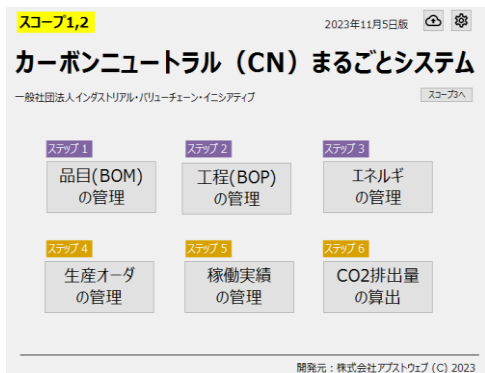 スコープ1,2
2023年11月5日版
カーボンニュートラル（CN）まるごとシステム
一般社団法人インダストリアル・バリューチェーン・イニシアティブ
スコープ3へ
ステップ 1
品目(BOM)
の管理
ステップ 2
工程(BOP)
の管理
ステップ 3
エネルギ
の管理
ステップ 4
生産オーダ
の管理
ステップ 5
稼働実績
の管理
ステップ 6
CO2排出量
の算出
開発元：株式会社アプストウェブ (C) 2023